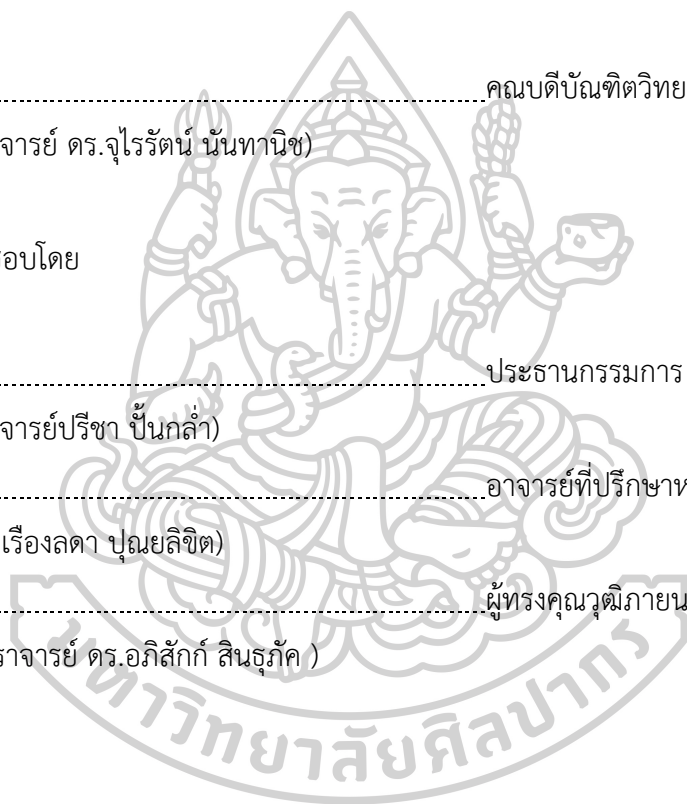 คณบดีบัณฑิตวิทย
จารย์ ดร.จุไรรัตน์ นันทานิช)
อบโดย
ประธานกรรมการ
จารย์ปรีชา ปั้นกล่ำ)
อาจารย์ที่ปรึกษาห
เรืองลดา ปุณยลิขิต)
ผู้ทรงคุณวุฒิภายน
ราจารย์ ดร.อภิสักก์ สินธุภัค )
มหาวิทยาลัยศิลปากร